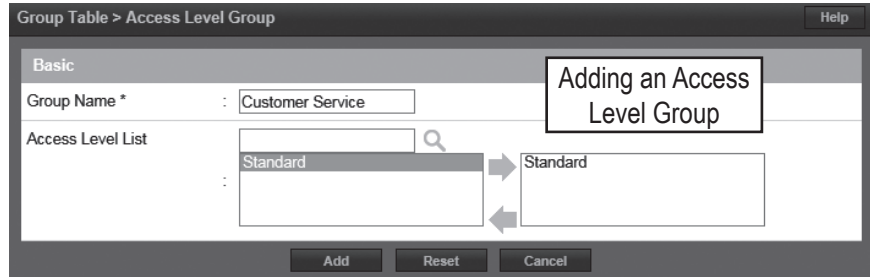 Group Table > Access Level Group
Help
Basic
Adding an Access
Level Group
Group Name * : Customer Service
Access Level List
:
Standard
Standard
Add Reset Cancel